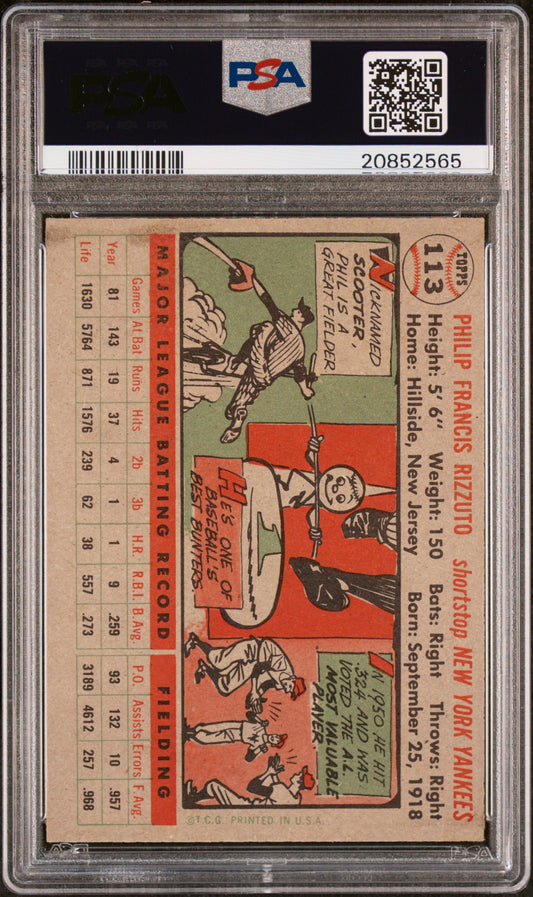 PSA
PSA
20852565
TOPPS
113
PHILIP FRANCIS RIZZUTO shortstop NEW YORK YANKEES
Height: 5' 6" Weight: 150 Bats: Right Throws: Right
Home: Hillside, New Jersey Born: September 25, 1918
NICKNAMED
SCOOTER,
PHIL IS A
GREAT FIELDER
HE'S ONE OF
BASEBALL'S
BEST BUNTERS.
IN 1950 HE HIT
.324 AND WAS
VOTED THE A.L.
MOST VALUABLE
PLAYER.
MAJOR LEAGUE BATTING RECORD FIELDING
Games At Bat Runs Hits 2b 3b H.R. R.B.I. B.Avg. P.O. Assists Errors F. Avg.
Year 81 143 19 37 4 1 1 9 .259 93 132 10 .957
Life 1630 5764 871 1576 239 62 38 557 .273 3189 4612 257 .968
©T.C.G. PRINTED IN U.S.A.